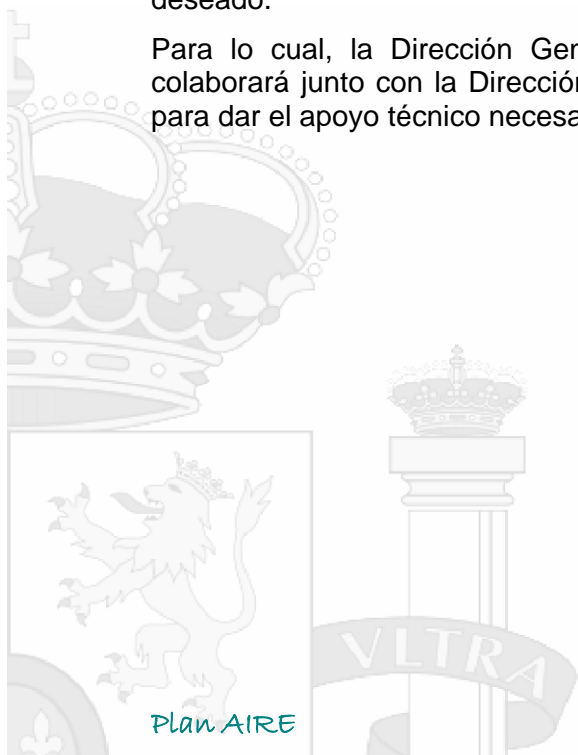 deseado.
Para lo cual, la Dirección Ger
colaborará junto con la Dirección
para dar el apoyo técnico necesa
VLTRA
Plan AIRE